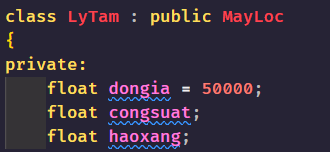 class LyTam : public MayLoc
{
private:
    float dongia = 50000;
    float congsuat;
    float haoxang;